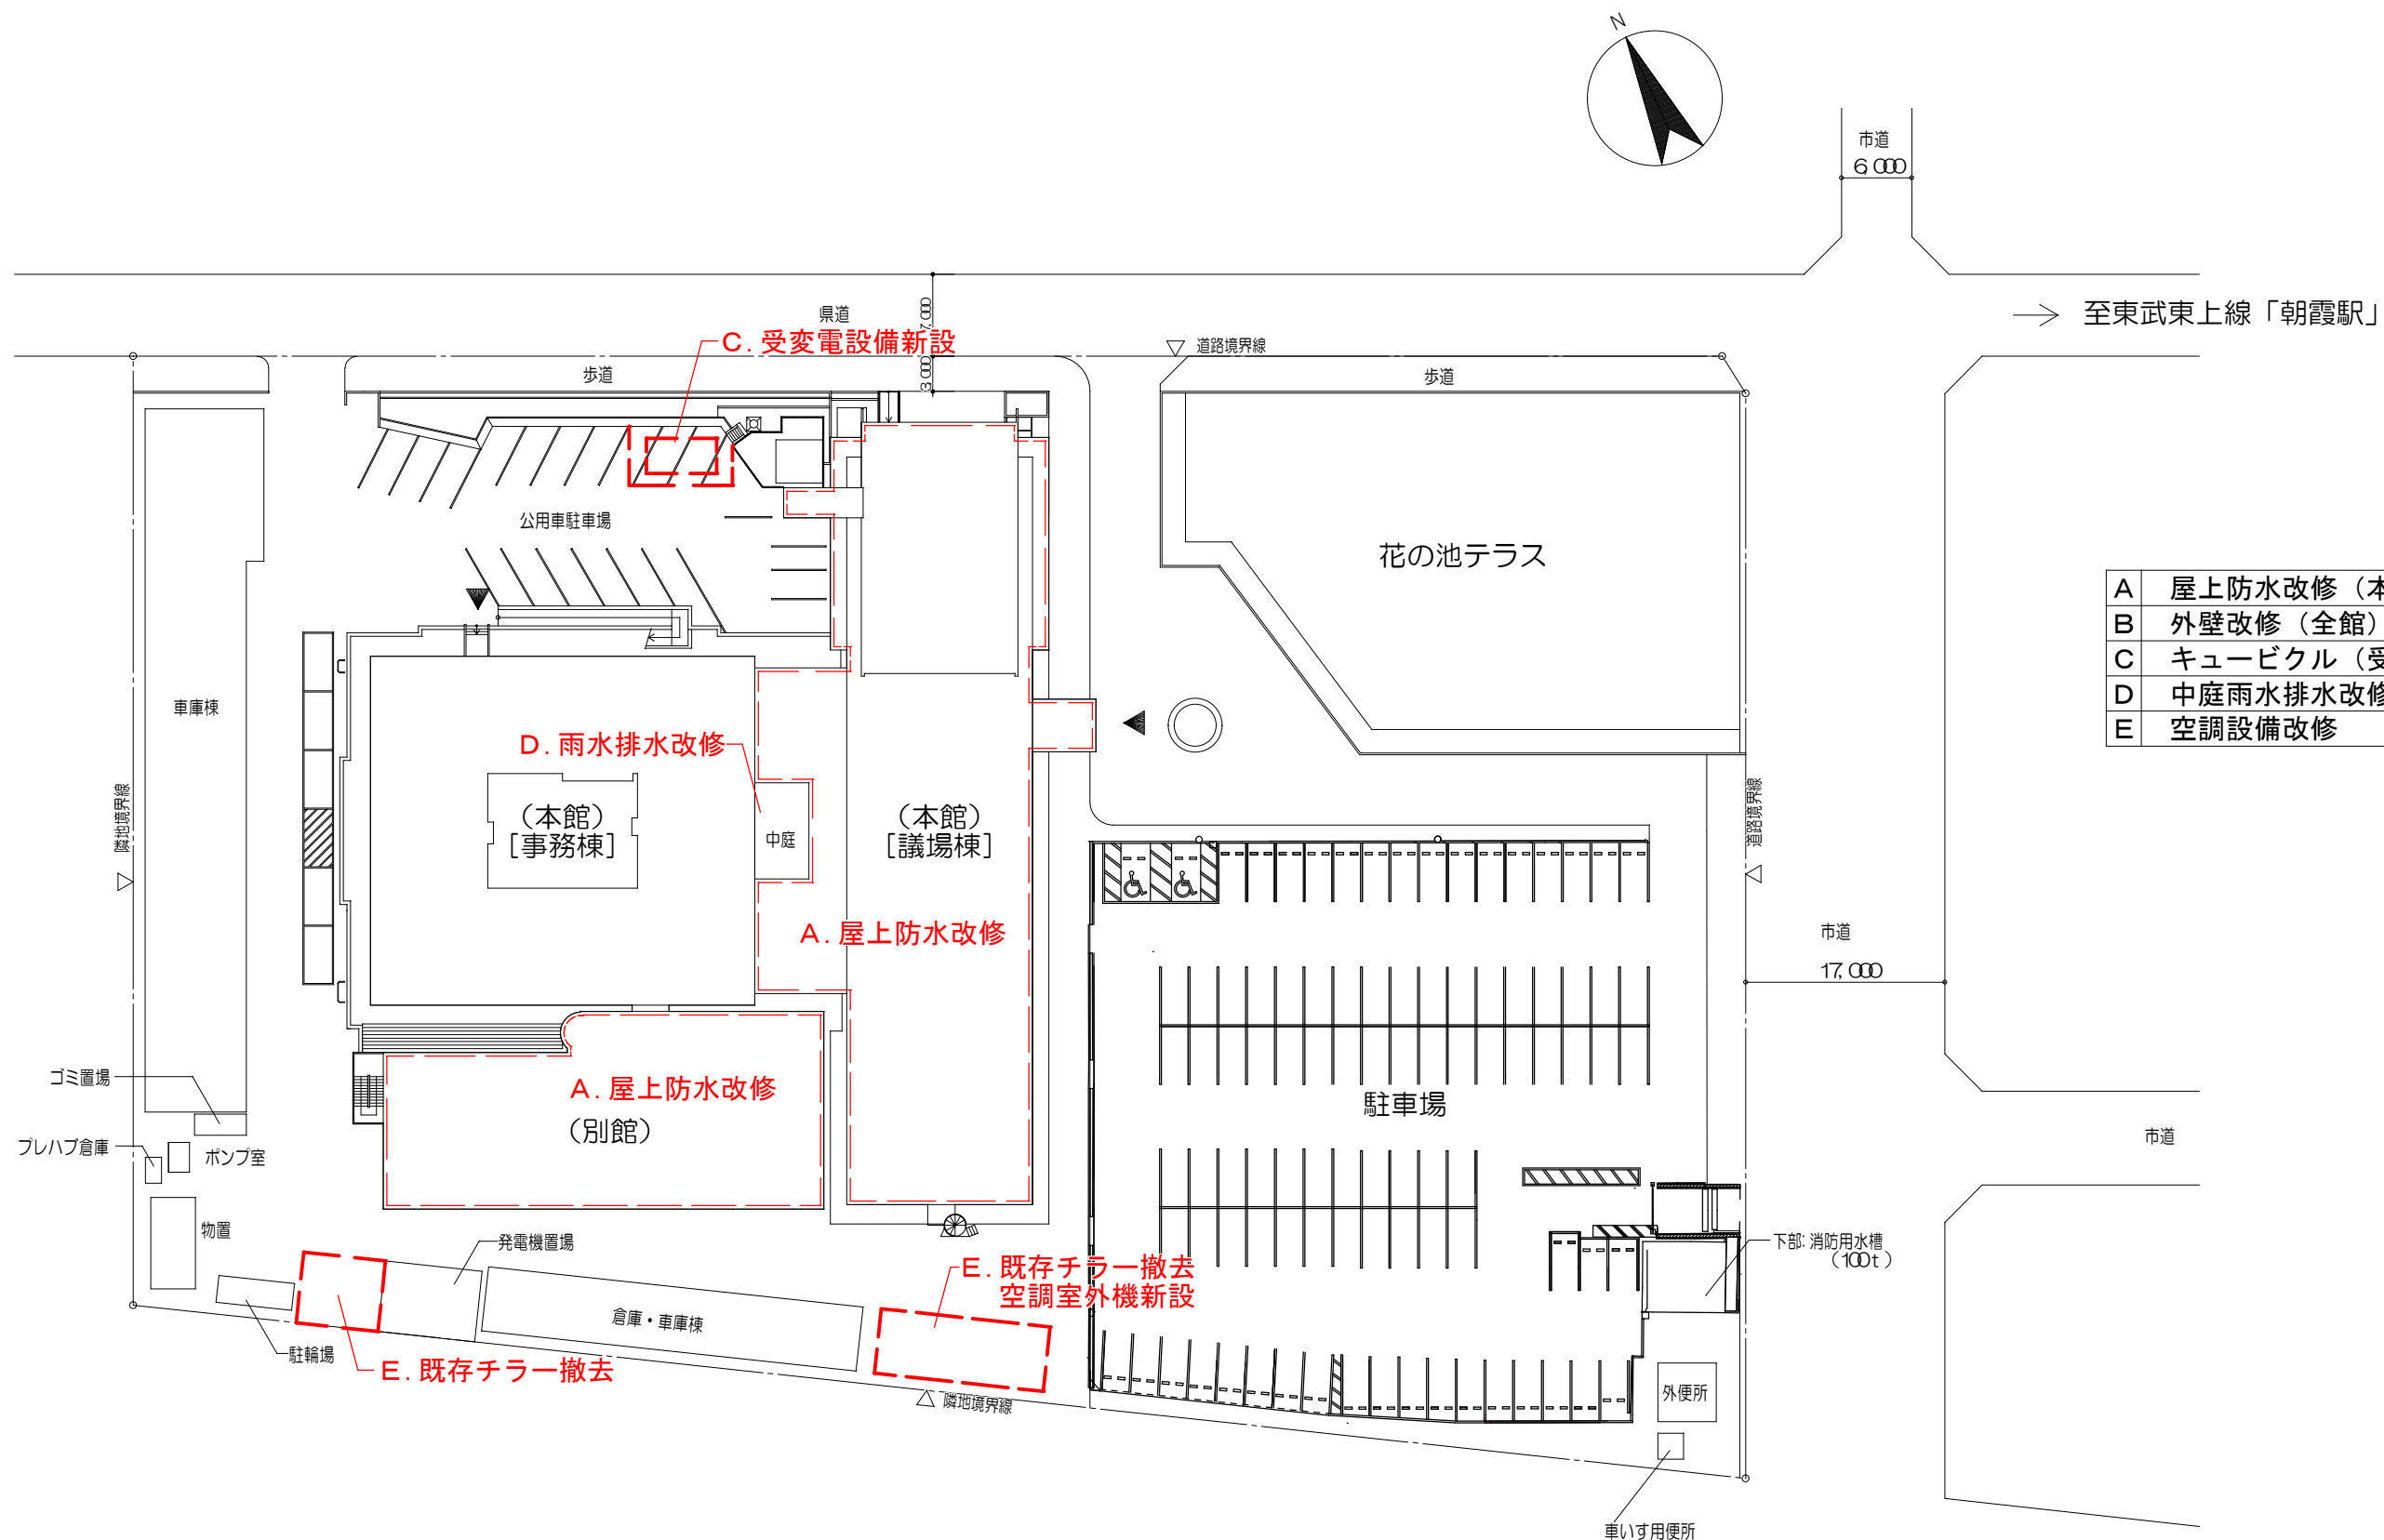 N
市道
6,000
→ 至東武東上線「朝霞駅」
県道
7,000
C.受変電設備新設
▽ 道路境界線
歩道
3,000
歩道
公用車駐車場
花の池テラス
A 屋上防水改修（本
B 外壁改修（全館）
C キュービクル（受
D 中庭雨水排水改修
E 空調設備改修
車庫棟
D.雨水排水改修
隣地境界線
（本館）
[事務棟]
中庭
（本館）
[議場棟]
道路境界線
A.屋上防水改修
市道
17,000
ゴミ置場
A.屋上防水改修
（別館）
駐車場
プレハブ倉庫
ポンプ室
市道
物置
発電機置場
下部:消防用水槽
（100t）
E.既存チラー撤去
空調室外機新設
倉庫・車庫棟
駐輪場
E.既存チラー撤去
隣地境界線
外便所
車いす用便所